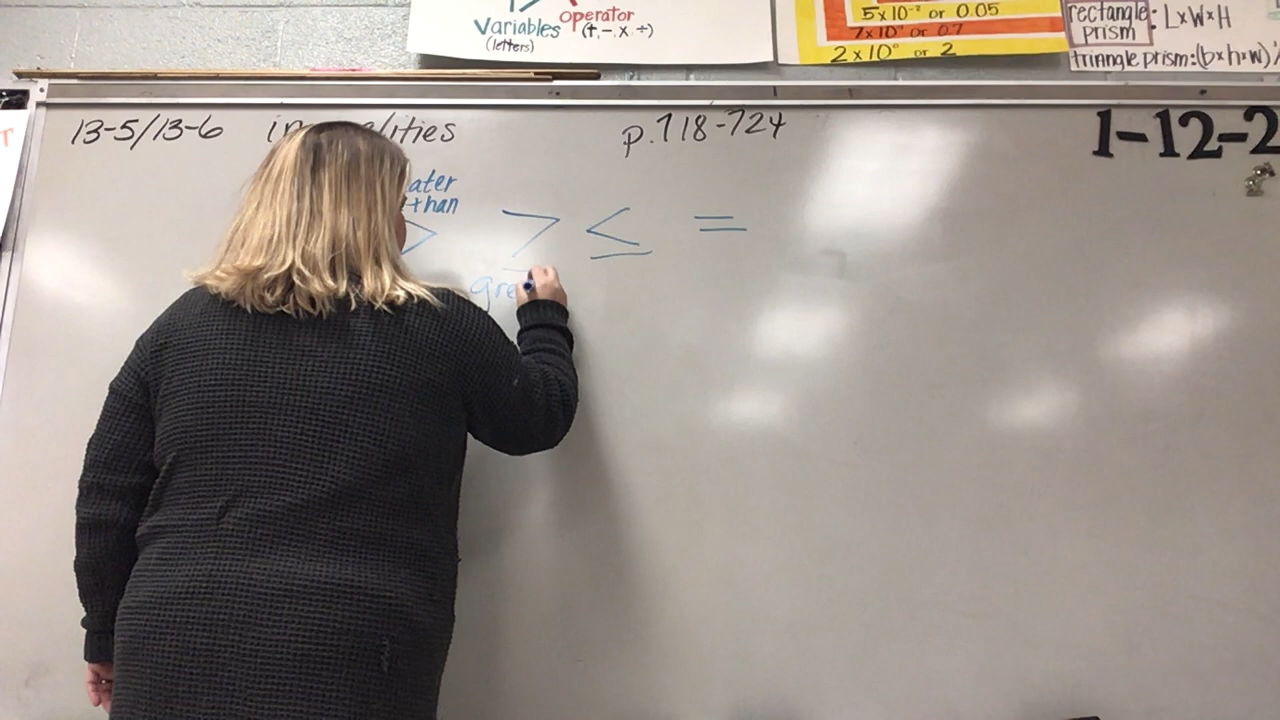 Variables operator
(letters) (+, −, x, ÷)
5x10⁻² or 0.05
2x10⁰ or 2
rectangle prism: LxWxH
triangle prism:
13-5/13-6 p.718-724 1-12-2
ater
than
> > ≤ =
gre